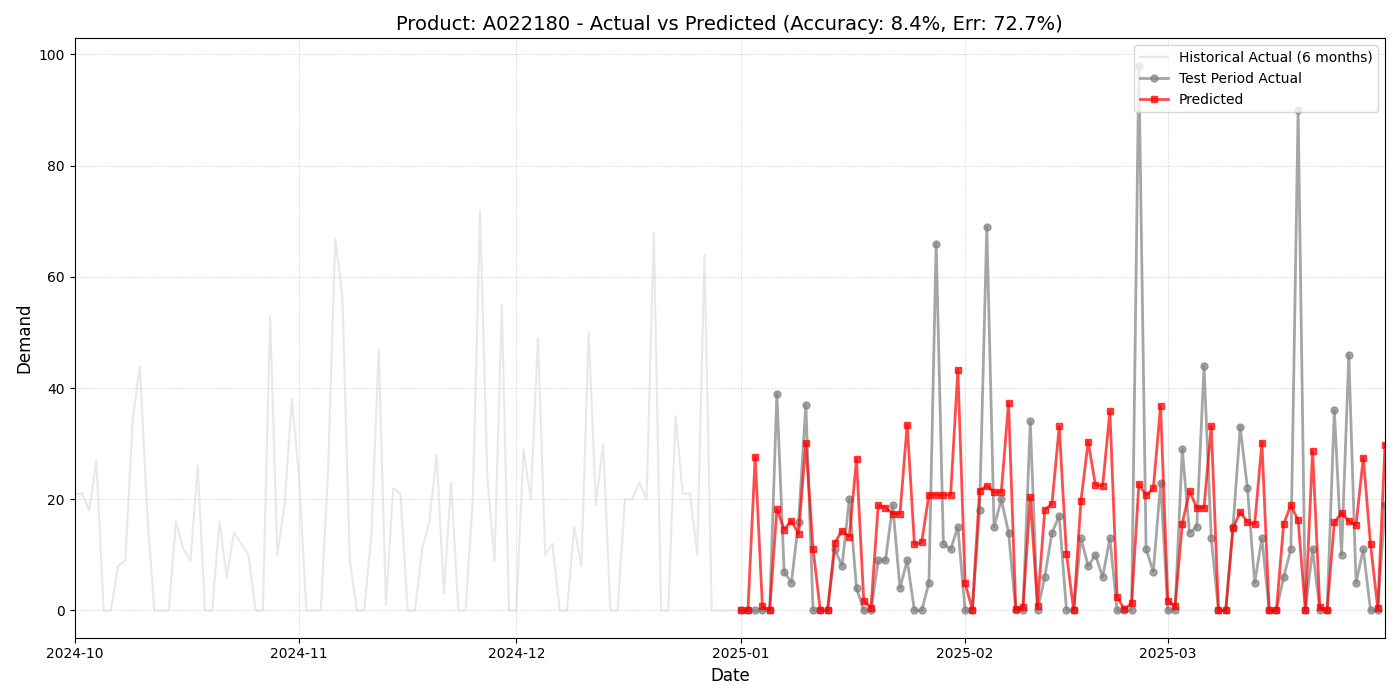 Product: A022180 - Actual vs Predicted (Accuracy: 8.4%, Err: 72.7%)
Historical Actual (6 months)
Test Period Actual
Predicted
100
80
60
40
20
0
Demand
2024-10
2024-11
2024-12
2025-01
2025-02
2025-03
Date